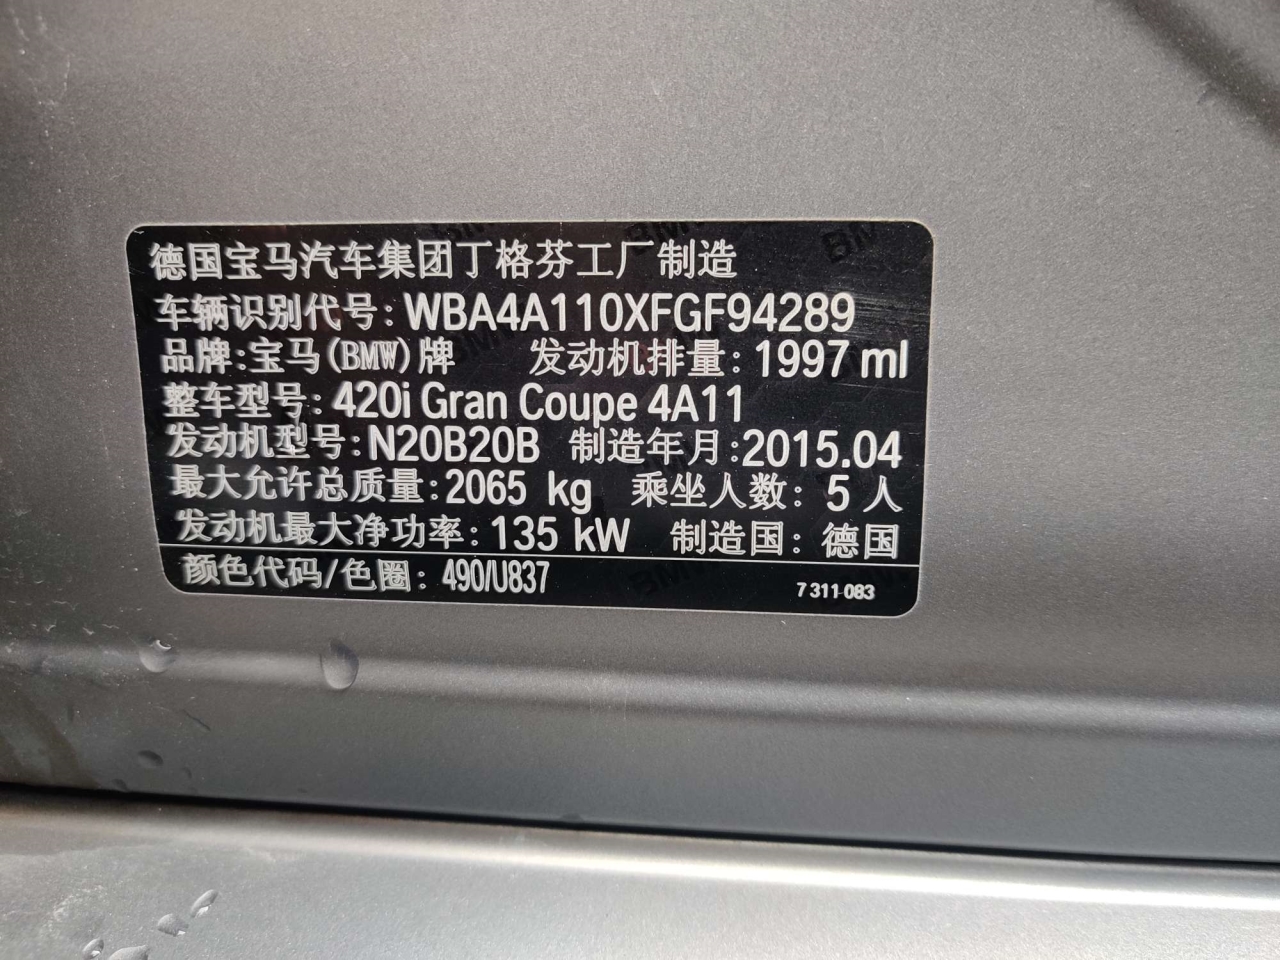 德国宝马汽车集团丁格芬工厂制造
车辆识别代号: WBA4A110XFGF94289
品牌:宝马(BMW)牌 发动机排量: 1997 ml
整车型号: 420i Gran Coupe 4A11
发动机型号: N20B20B 制造年月:2015.04
最大允许总质量:2065 kg 乘坐人数: 5 人
发动机最大净功率: 135 kW 制造国: 德国
颜色代码/色圈: 490/U837 7 311 083